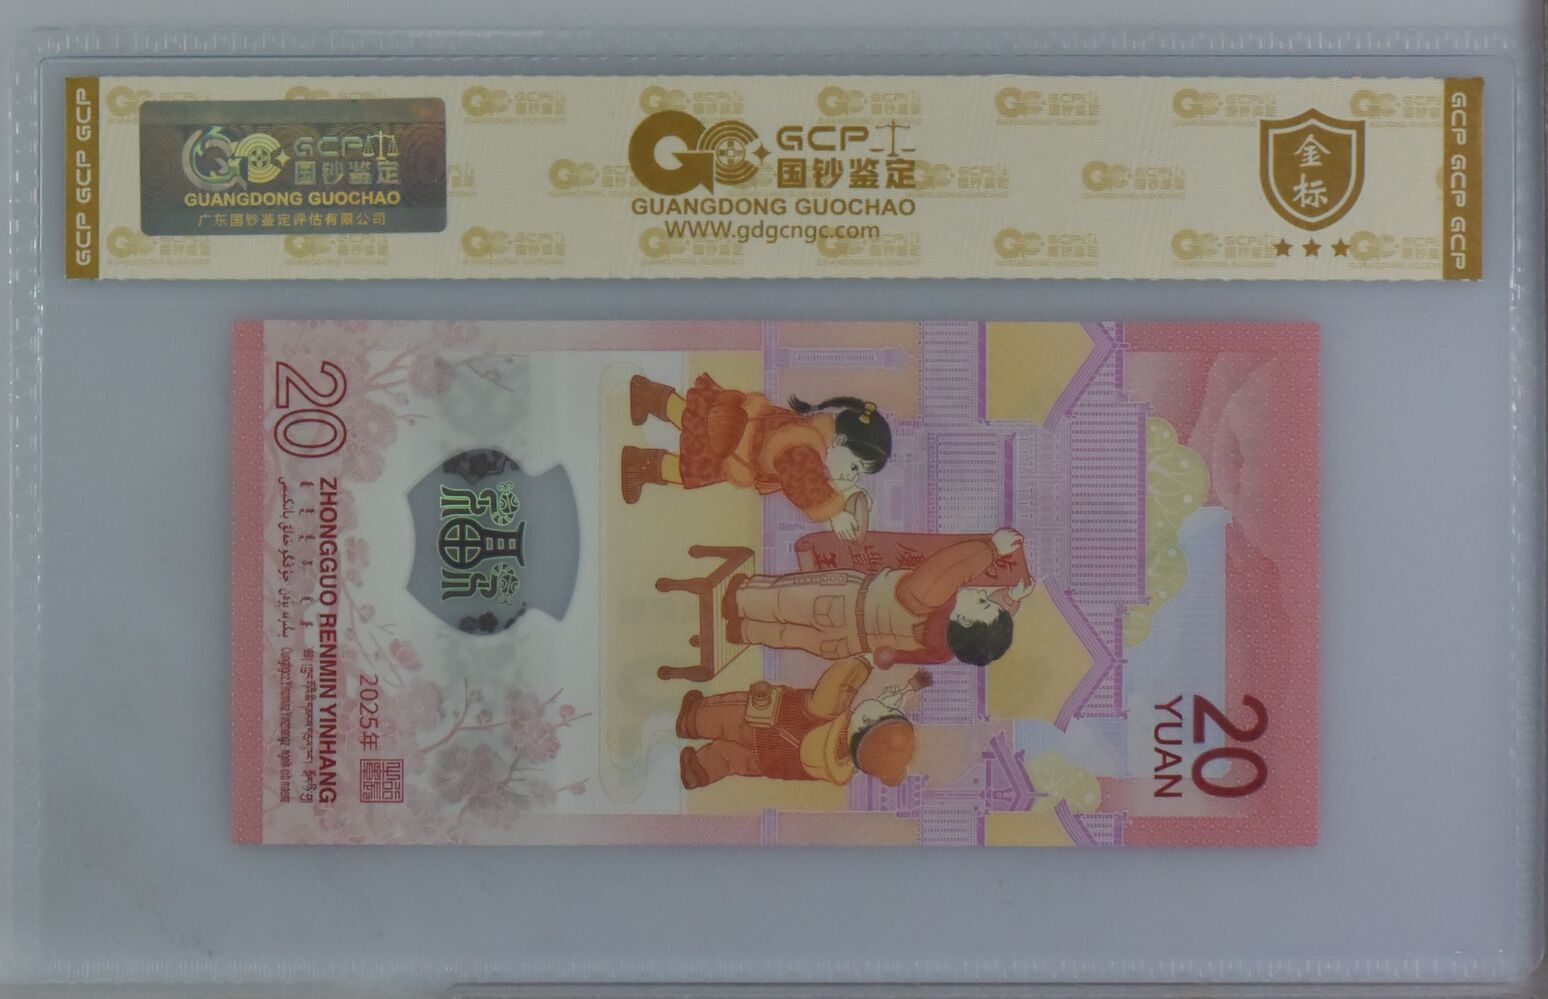 GCP GCP GCP
GCP
国钞鉴定
GUANGDONG GUOCHAO
广东国钞鉴定评估有限公司
GCP
国钞鉴定
GUANGDONG GUOCHAO
WWW.gdgcngc.com
金
标
GCP GCP GCP
20
YUAN
20
ZHONGGUO RENMIN YINHANG
2025年